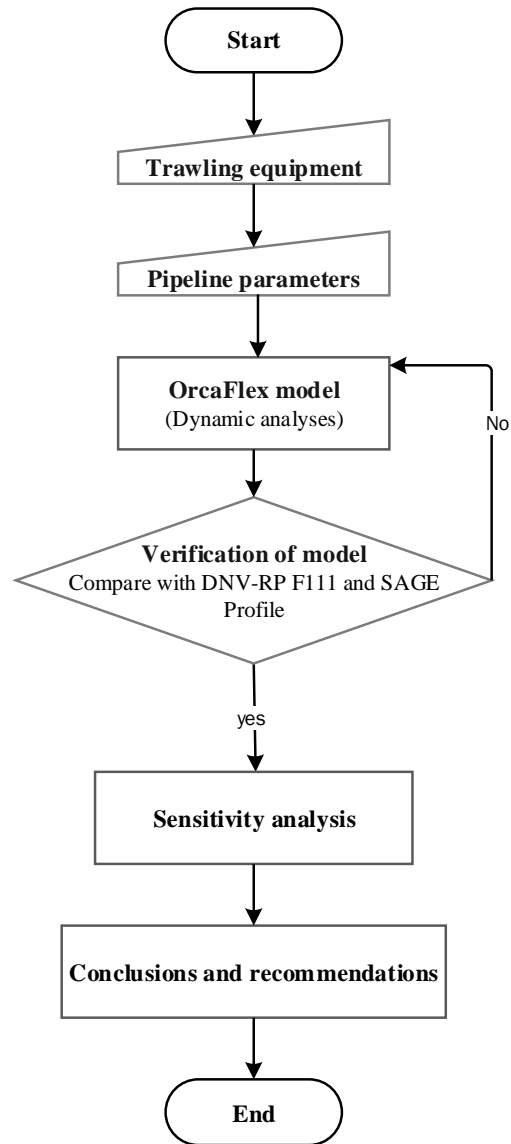 Start
Trawling equipment
Pipeline parameters
OrcaFlex model
(Dynamic analyses)
No
Verification of model
Compare with DNV-RP F111 and SAGE
Profile
yes
Sensitivity analysis
Conclusions and recommendations
End